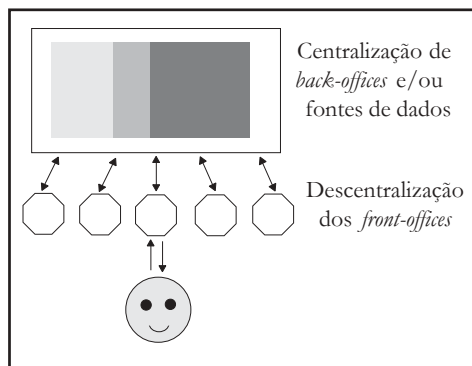 Centralização de
back-offices e/ou
fontes de dados
Descentralização
dos front-offices